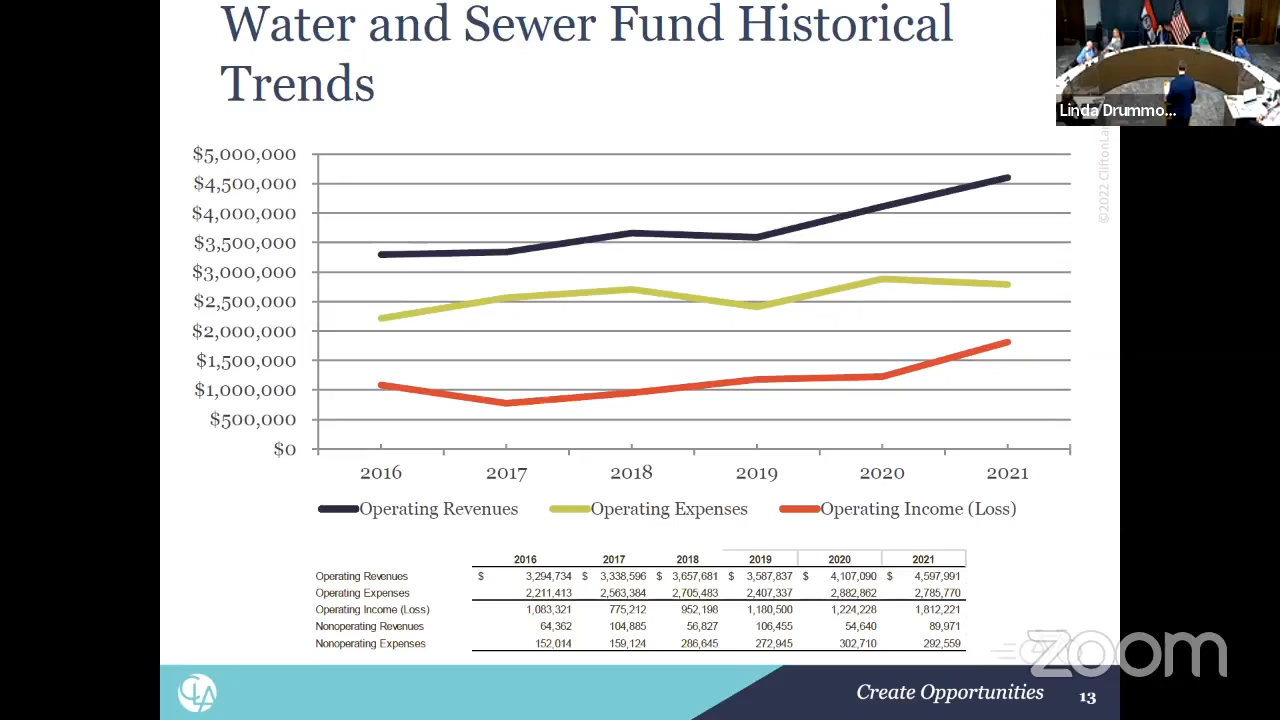 Water and Sewer Fund Historical
Trends
Linda Drummo...
©2022 CliftonLar
$5,000,000
$4,500,000
$4,000,000
$3,500,000
$3,000,000
$2,500,000
$2,000,000
$1,500,000
$1,000,000
$500,000
$0
2016 2017 2018 2019 2020 2021
Operating Revenues Operating Expenses Operating Income (Loss)
2016 2017 2018 2019 2020 2021
Operating Revenues $ 3,294,734 $ 3,338,596 $ 3,657,681 $ 3,587,837 $ 4,107,090 $ 4,597,991
Operating Expenses 2,211,413 2,563,384 2,705,483 2,407,337 2,882,862 2,785,770
Operating Income (Loss) 1,083,321 775,212 952,198 1,180,500 1,224,228 1,812,221
Nonoperating Revenues 64,362 104,885 56,827 106,455 54,640 89,971
Nonoperating Expenses 152,014 159,124 286,645 272,945 302,710 292,559
zoom
CLA
Create Opportunities 13